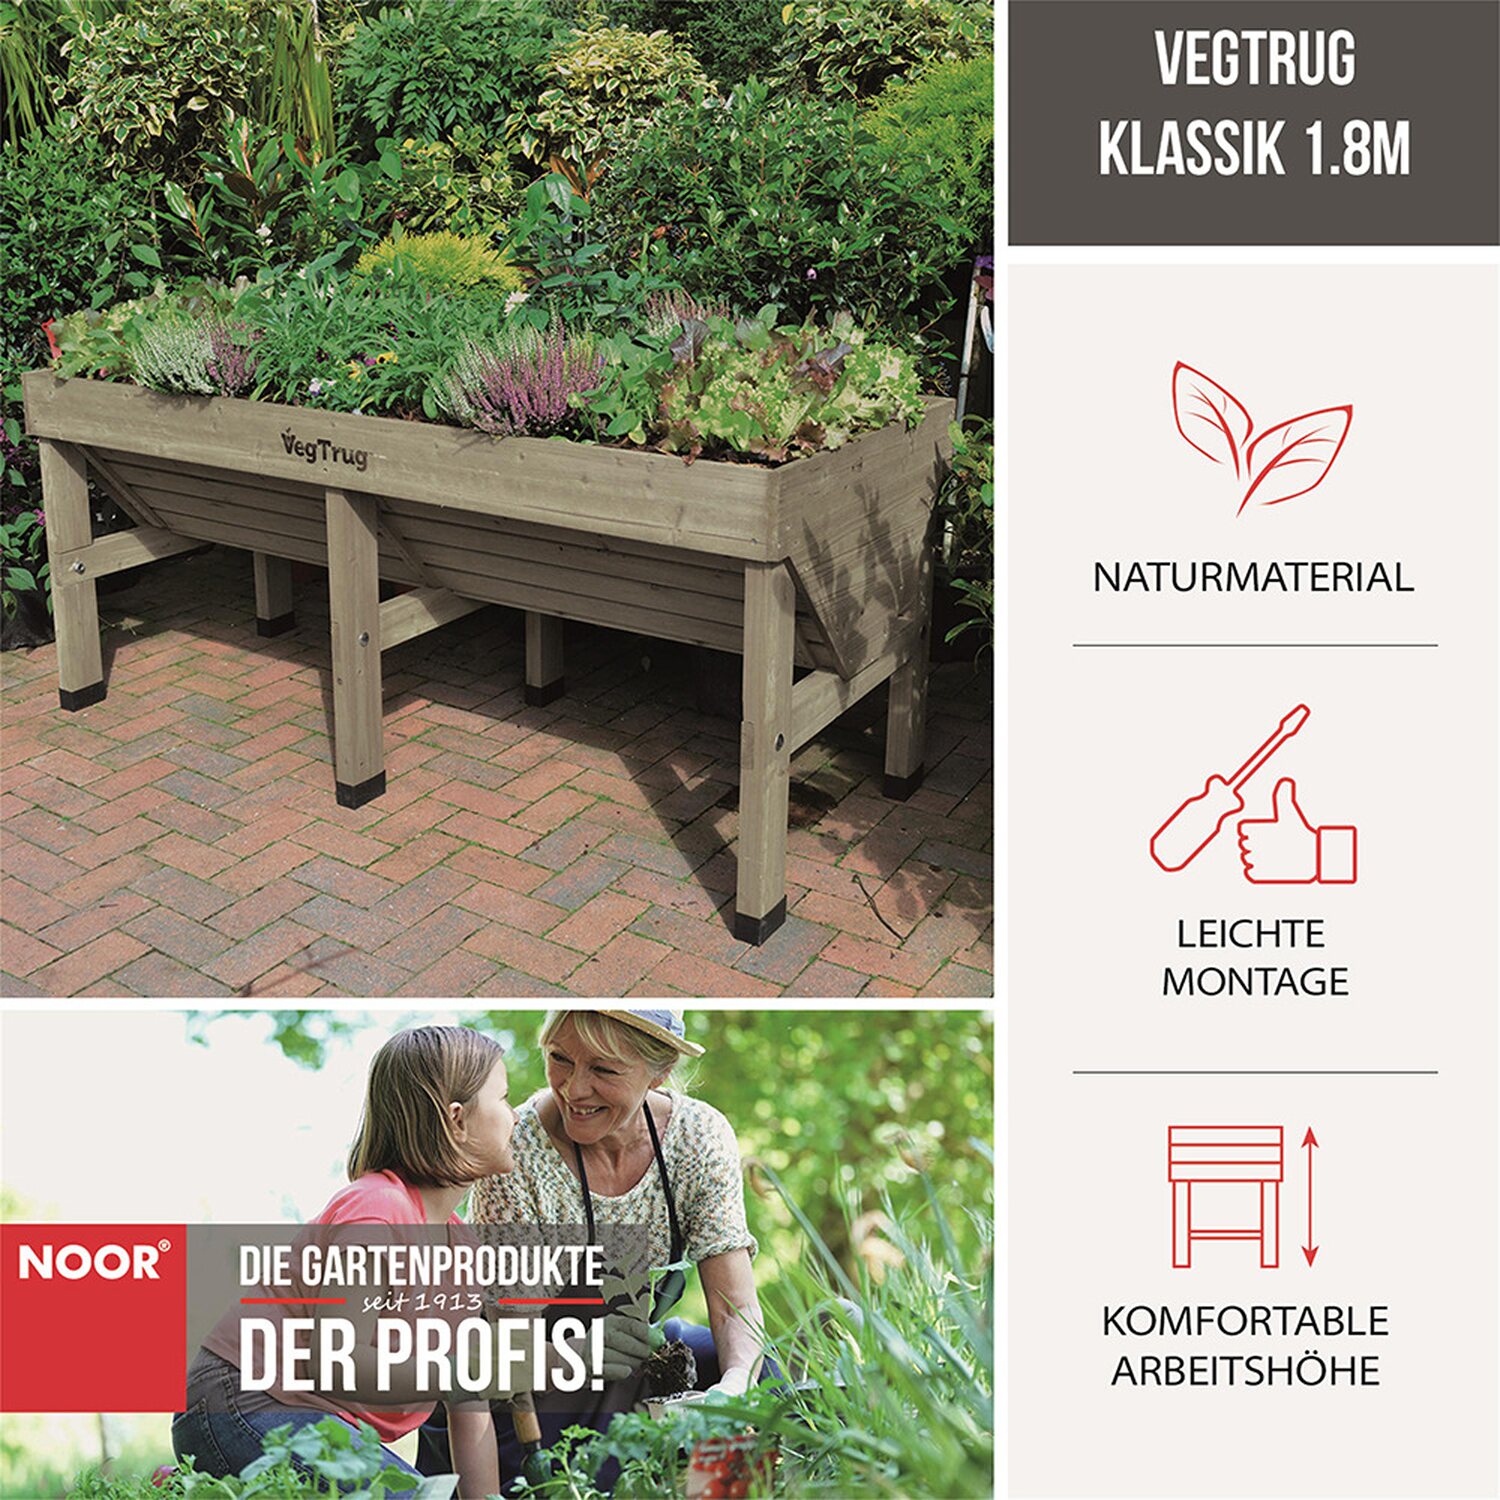 VEGTRUG
KLASSIK 1.8M
VegTrug
NATURMATERIAL
LEICHTE
MONTAGE
KOMFORTABLE
ARBEITSHÖHE
NOOR®
DIE GARTENPRODUKTE
seit 1913
DER PROFIS!